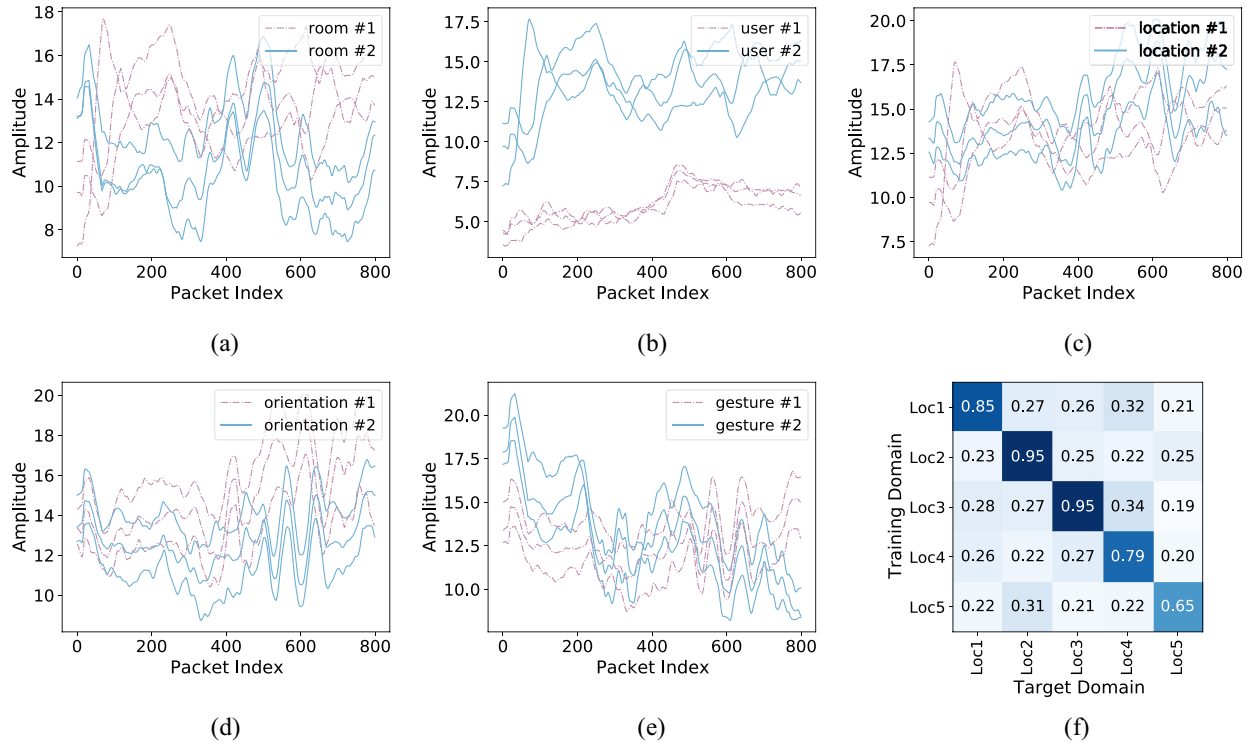 room #1
room #2
18
16
14
12
10
8
0 200 400 600 800
Amplitude
Packet Index
(a)
user #1
user #2
17.5
15.0
12.5
10.0
7.5
5.0
0 200 400 600 800
Amplitude
Packet Index
(b)
location #1
location #2
20.0
17.5
15.0
12.5
10.0
7.5
0 200 400 600 800
Amplitude
Packet Index
(c)
orientation #1
orientation #2
20
18
16
14
12
10
0 200 400 600 800
Amplitude
Packet Index
(d)
gesture #1
gesture #2
20.0
17.5
15.0
12.5
10.0
0 200 400 600 800
Amplitude
Packet Index
(e)
Training Domain
Loc1 0.85 0.27 0.26 0.32 0.21
Loc2 0.23 0.95 0.25 0.22 0.25
Loc3 0.28 0.27 0.95 0.34 0.19
Loc4 0.26 0.22 0.27 0.79 0.20
Loc5 0.22 0.31 0.21 0.22 0.65
Loc1 Loc2 Loc3 Loc4 Loc5
Target Domain
(f)